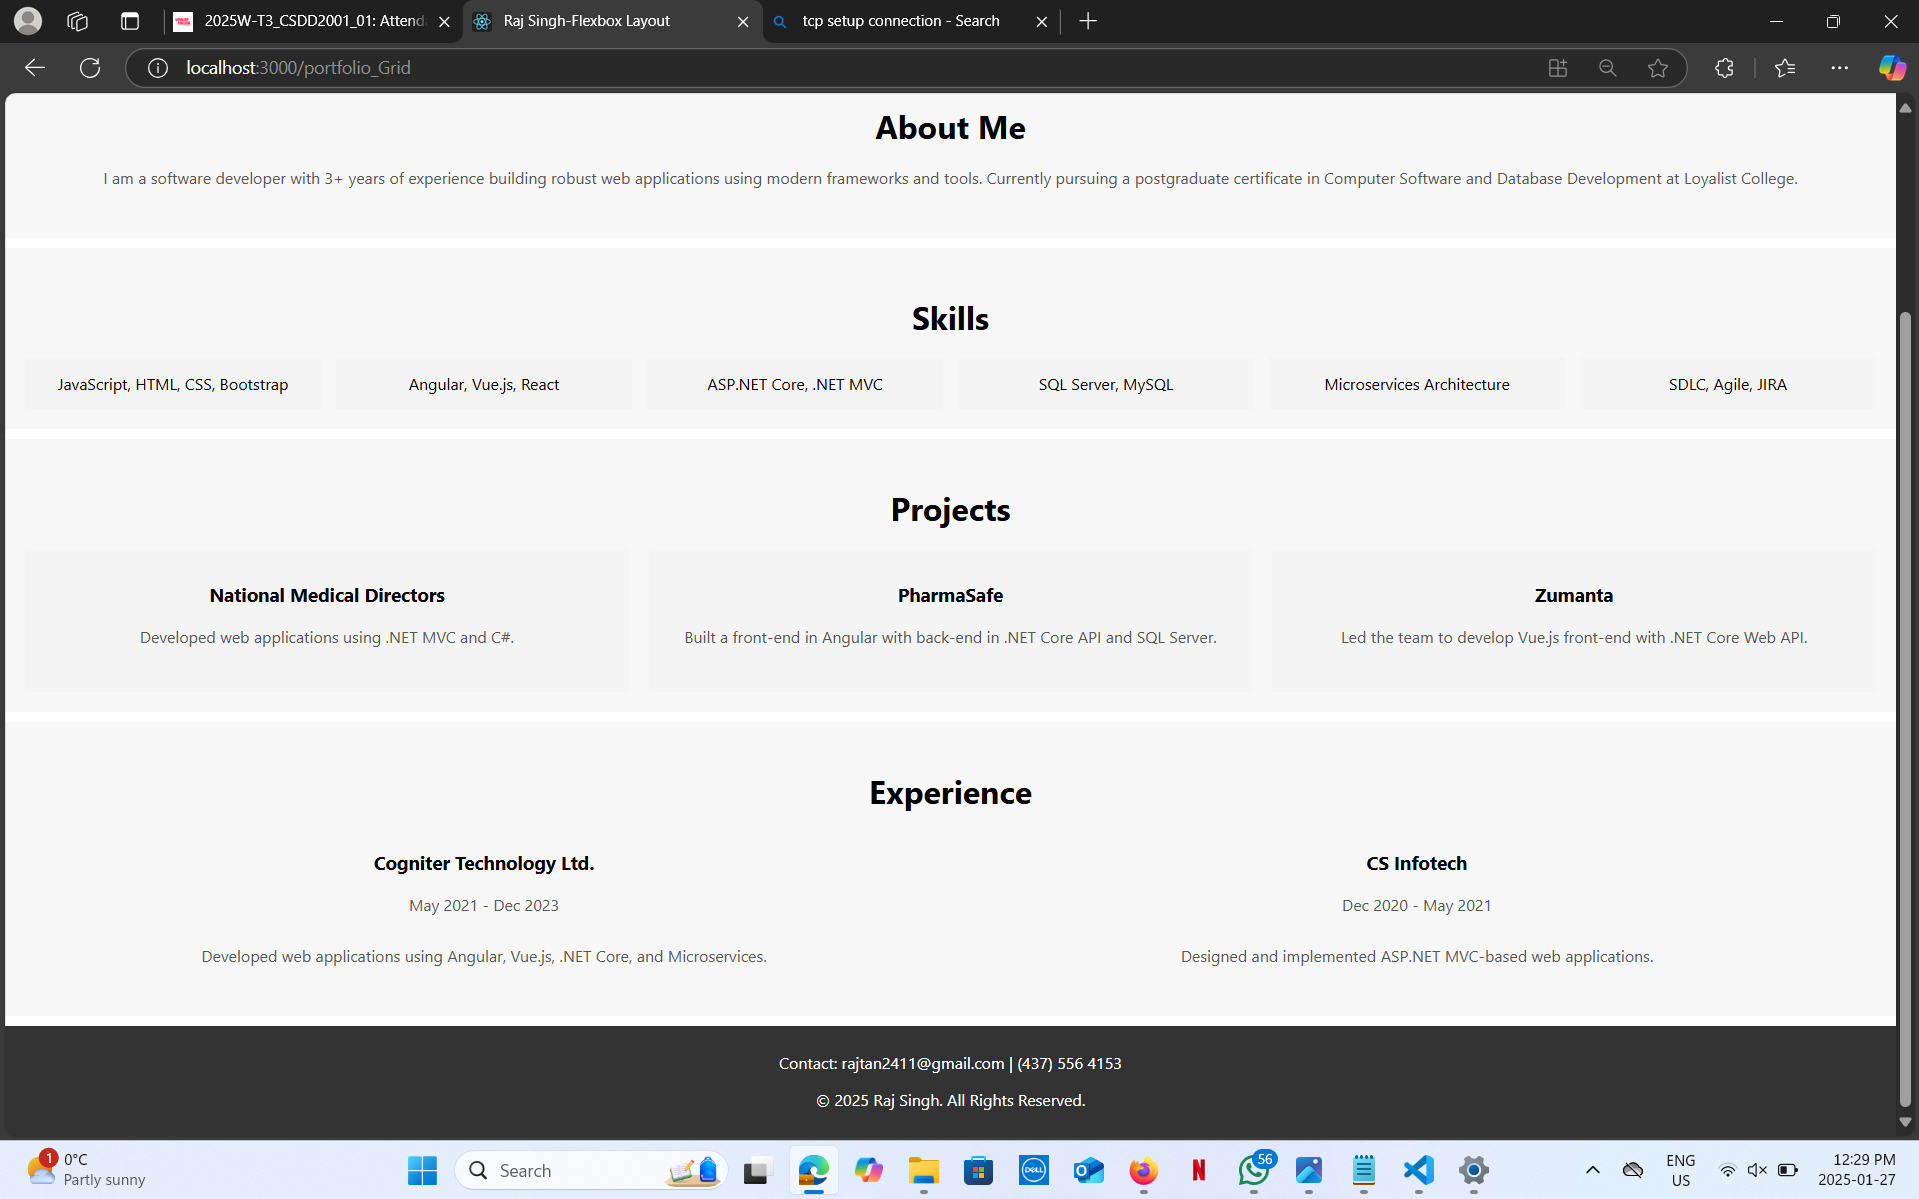 2025W-T3_CSDD2001_01: Attend
Raj Singh-Flexbox Layout
tcp setup connection - Search
localhost:3000/portfolio_Grid
About Me
I am a software developer with 3+ years of experience building robust web applications using modern frameworks and tools. Currently pursuing a postgraduate certificate in Computer Software and Database Development at Loyalist College.
Skills
JavaScript, HTML, CSS, Bootstrap
Angular, Vue.js, React
ASP.NET Core, .NET MVC
SQL Server, MySQL
Microservices Architecture
SDLC, Agile, JIRA
Projects
National Medical Directors
Developed web applications using .NET MVC and C#.
PharmaSafe
Built a front-end in Angular with back-end in .NET Core API and SQL Server.
Zumanta
Led the team to develop Vue.js front-end with .NET Core Web API.
Experience
Cogniter Technology Ltd.
May 2021 - Dec 2023
Developed web applications using Angular, Vue.js, .NET Core, and Microservices.
CS Infotech
Dec 2020 - May 2021
Designed and implemented ASP.NET MVC-based web applications.
Contact: rajtan2411@gmail.com | (437) 556 4153
© 2025 Raj Singh. All Rights Reserved.
1
0°C
Partly sunny
Search
DELL
N
56
ENG
US
12:29 PM
2025-01-27